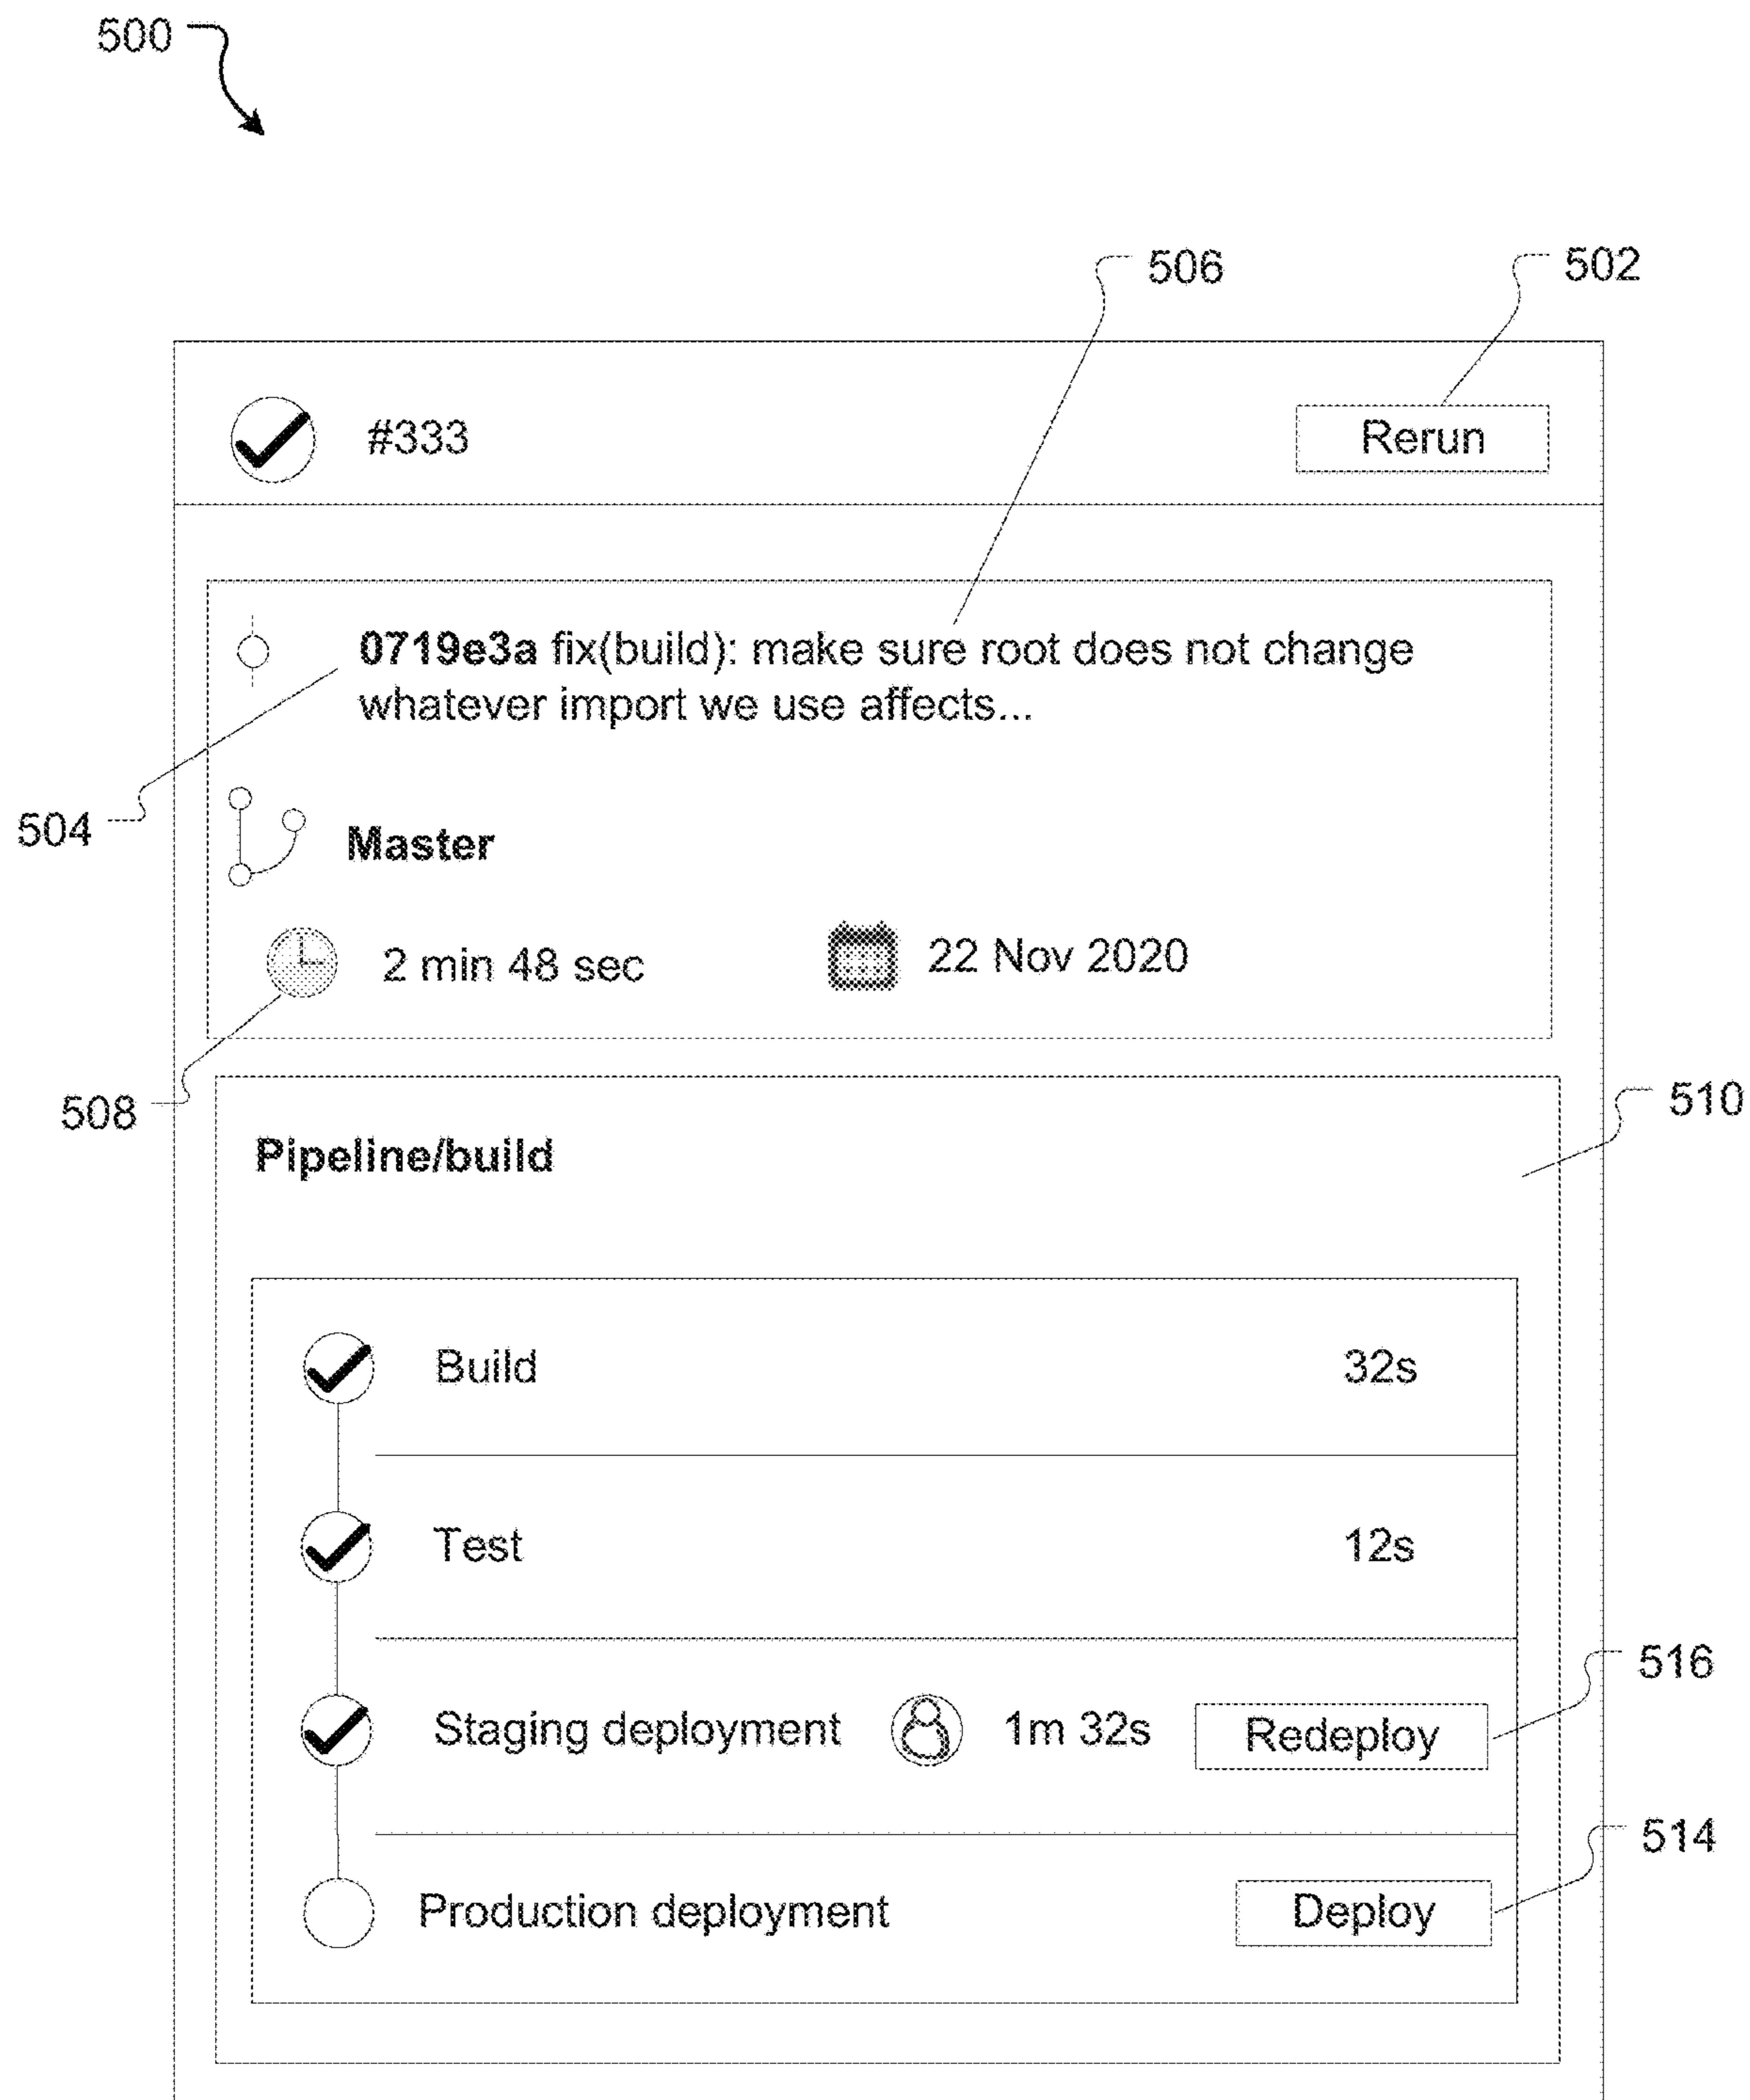 500
506
502
#333
Rerun
0719e3a fix(build): make sure root does not change
whatever import we use affects...
504
Master
2 min 48 sec
22 Nov 2020
508
510
Pipeline/build
Build
32s
Test
12s
516
Staging deployment
1m 32s
Redeploy
514
Production deployment
Deploy